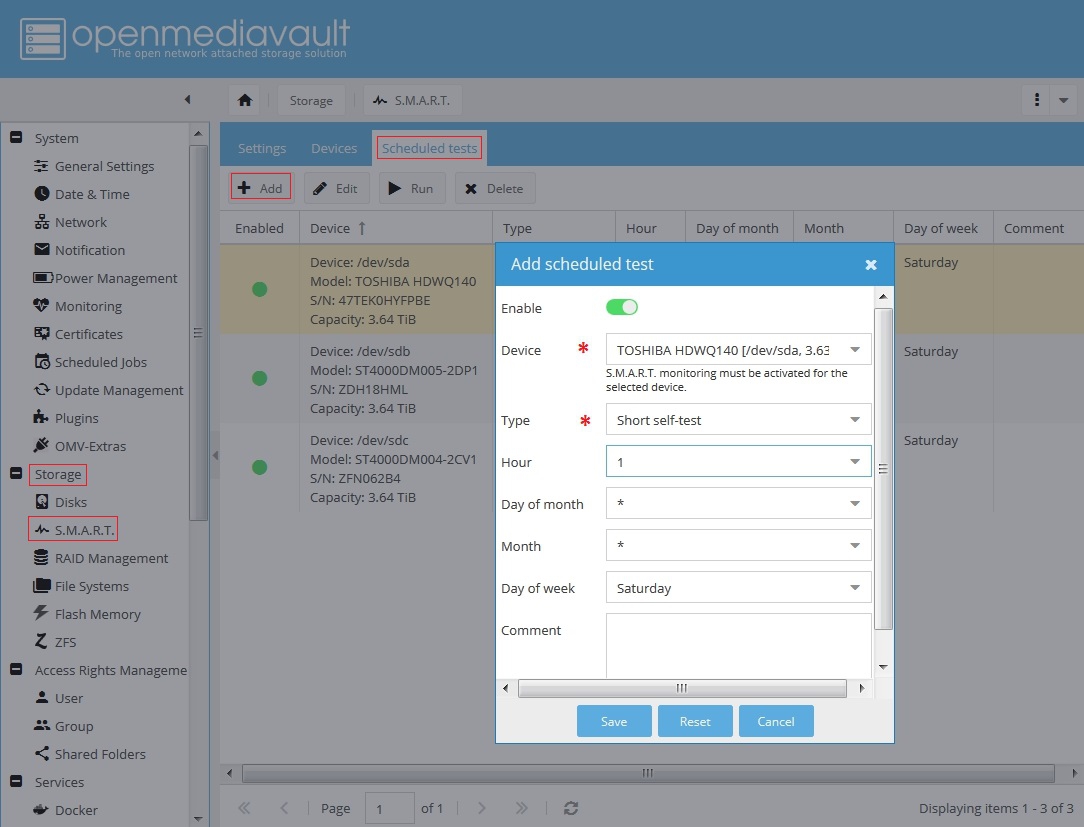 openmediavault
The open network attached storage solution
Storage
S.M.A.R.T.
System
General Settings
Date & Time
Network
Notification
Power Management
Monitoring
Certificates
Scheduled Jobs
Update Management
Plugins
OMV-Extras
Storage
Disks
S.M.A.R.T.
RAID Management
File Systems
Flash Memory
ZFS
Access Rights Manageme
User
Group
Shared Folders
Services
Docker
Settings Devices Scheduled tests
Add Edit Run Delete
Enabled Device Type Hour Day of month Month Day of week Comment
Device: /dev/sda
Model: TOSHIBA HDWQ140
S/N: 47TEK0HYFPBE
Capacity: 3.64 TiB
Saturday
Device: /dev/sdb
Model: ST4000DM005-2DP1
S/N: ZDH18HML
Capacity: 3.64 TiB
Saturday
Device: /dev/sdc
Model: ST4000DM004-2CV1
S/N: ZFN062B4
Capacity: 3.64 TiB
Saturday
Add scheduled test
Enable
Device * TOSHIBA HDWQ140 [/dev/sda, 3.63
S.M.A.R.T. monitoring must be activated for the
selected device.
Type * Short self-test
Hour 1
Day of month *
Month *
Day of week Saturday
Comment
Save Reset Cancel
Page 1 of 1
Displaying items 1 - 3 of 3